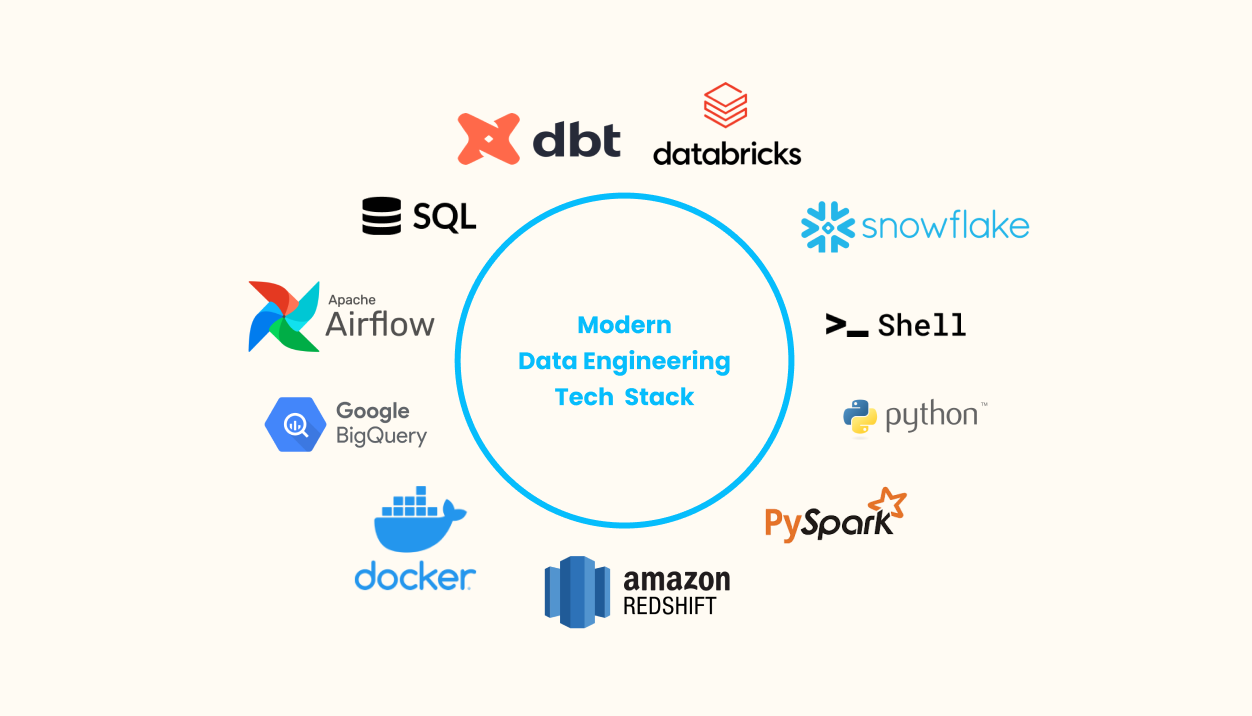 dbt
databricks
SQL
snowflake
Apache
Airflow
>_ Shell
Modern
Data Engineering
Tech Stack
Google
BigQuery
python™
PySpark
docker.
amazon
REDSHIFT